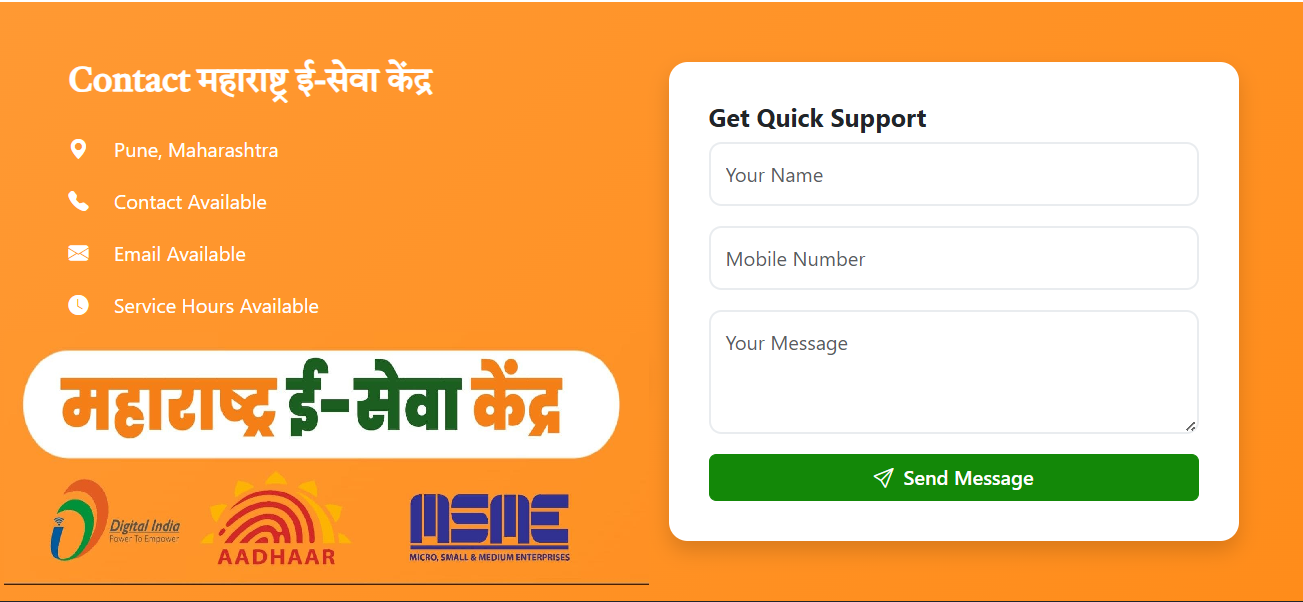 Contact महाराष्ट्र ई-सेवा केंद्र
Pune, Maharashtra
Contact Available
Email Available
Service Hours Available
महाराष्ट्र ई-सेवा केंद्र
Digital India
Power To Empower
AADHAAR
MSME
MICRO, SMALL & MEDIUM ENTERPRISES
Get Quick Support
Your Name
Mobile Number
Your Message
Send Message